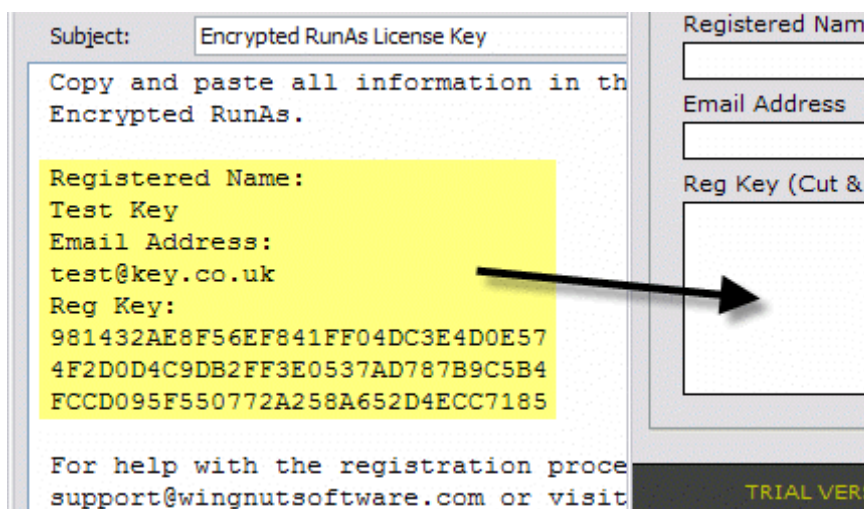 Subject: Encrypted RunAs License Key
Copy and paste all information in th
Encrypted RunAs.
Registered Name:
Test Key
Email Address:
test@key.co.uk
Reg Key:
981432AE8F56EF841FF04DC3E4D0E57
4F2D0D4C9DB2FF3E0537AD787B9C5B4
FCCD095F550772A258A652D4ECC7185
For help with the registration proce
support@wingnutsoftware.com or visit
Registered Nam
Email Address
Reg Key (Cut &
TRIAL VERS